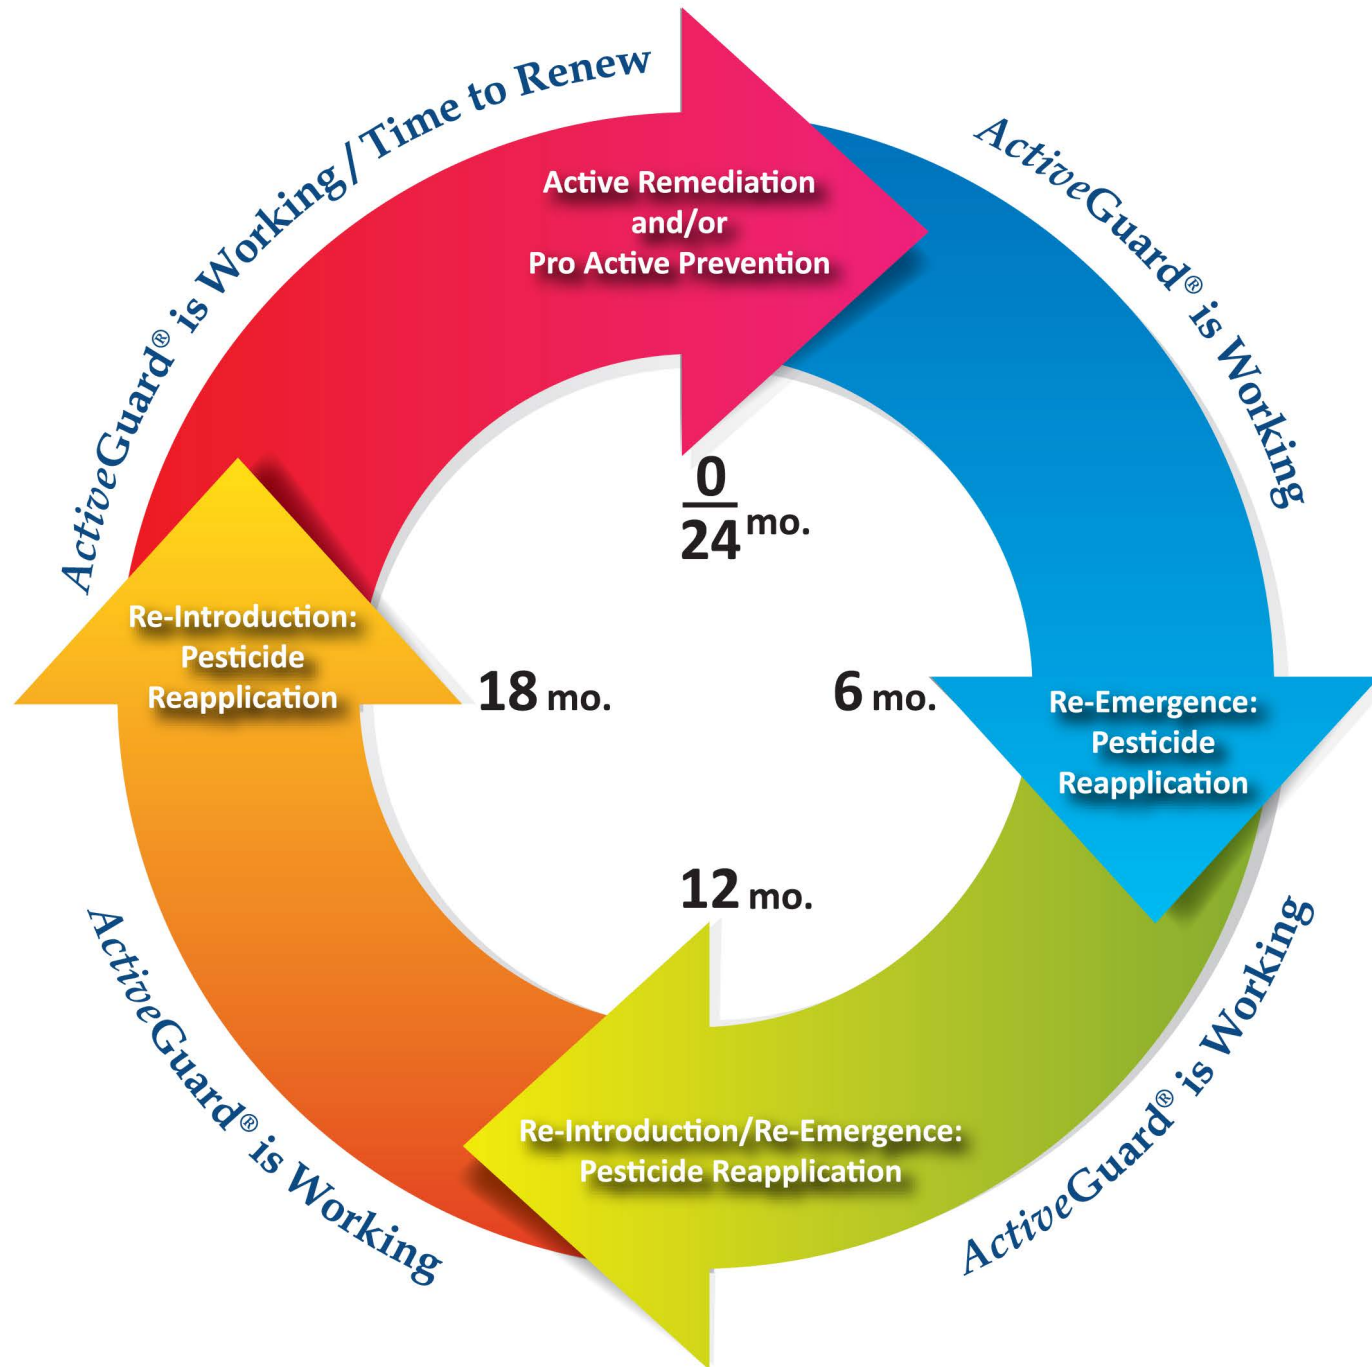 ActiveGuard® is Working/Time to Renew
ActiveGuard® is Working
Active Remediation
and/or
Pro Active Prevention
0
24 mo.
Re-Introduction:
Pesticide
Reapplication
18 mo.
6 mo.
Re-Emergence:
Pesticide
Reapplication
12 mo.
Re-Introduction/Re-Emergence:
Pesticide Reapplication
ActiveGuard® is Working
ActiveGuard® is Working